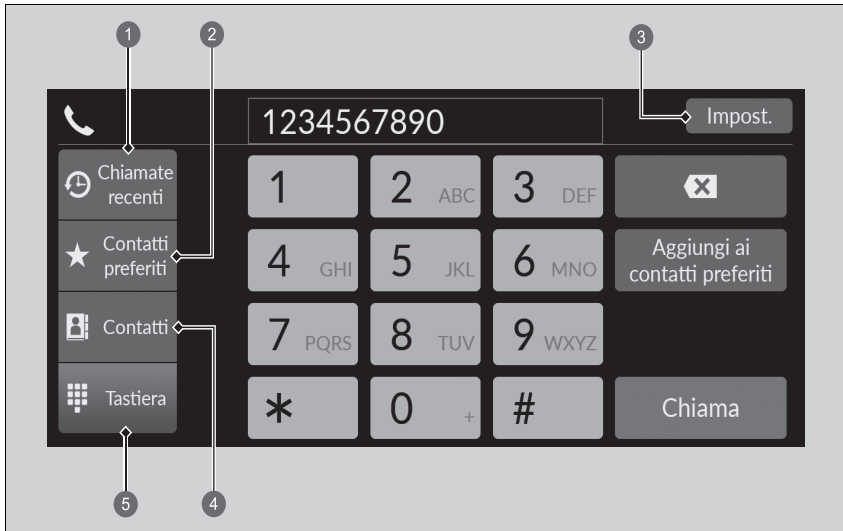 1
2
3
1234567890
Impost.
Chiamate
recenti
1
2 ABC
3 DEF
Contatti
preferiti
4 GHI
5 JKL
6 MNO
Aggiungi ai
contatti preferiti
Contatti
7 PQRS
8 TUV
9 WXYZ
Tastiera
*
0 +
#
Chiama
5
4